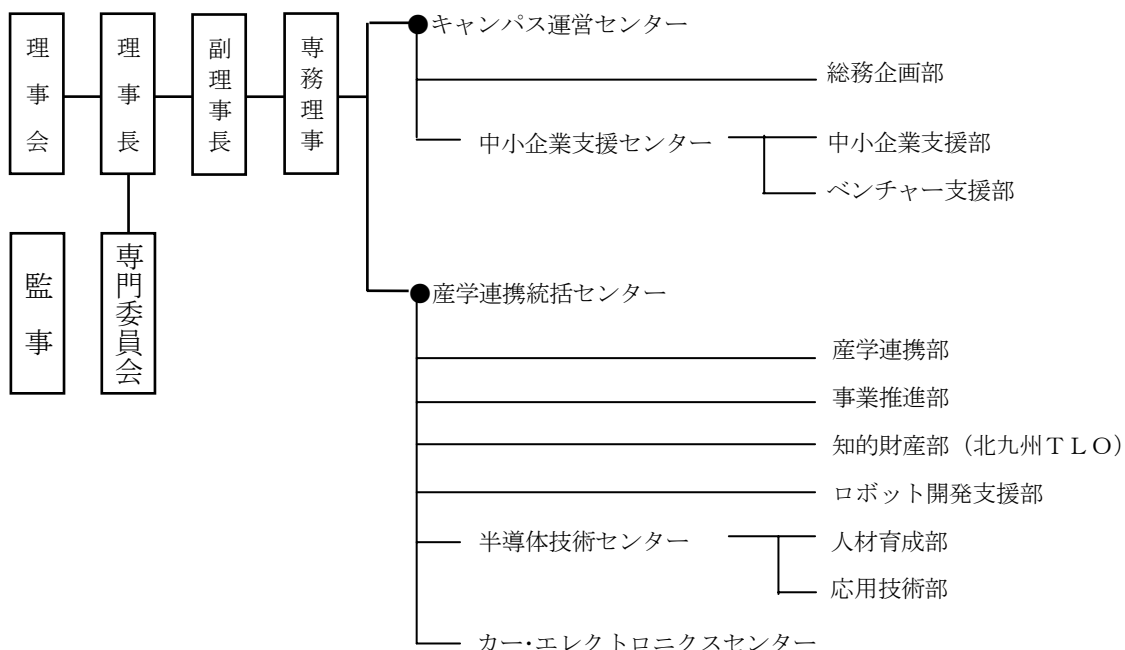 理事会
理事長
副理事長
専務理事
監事
専門委員会
キャンパス運営センター
総務企画部
中小企業支援センター
中小企業支援部
ベンチャー支援部
産学連携統括センター
産学連携部
事業推進部
知的財産部（北九州ＴＬＯ）
ロボット開発支援部
半導体技術センター
人材育成部
応用技術部
カー・エレクトロニクスセンター